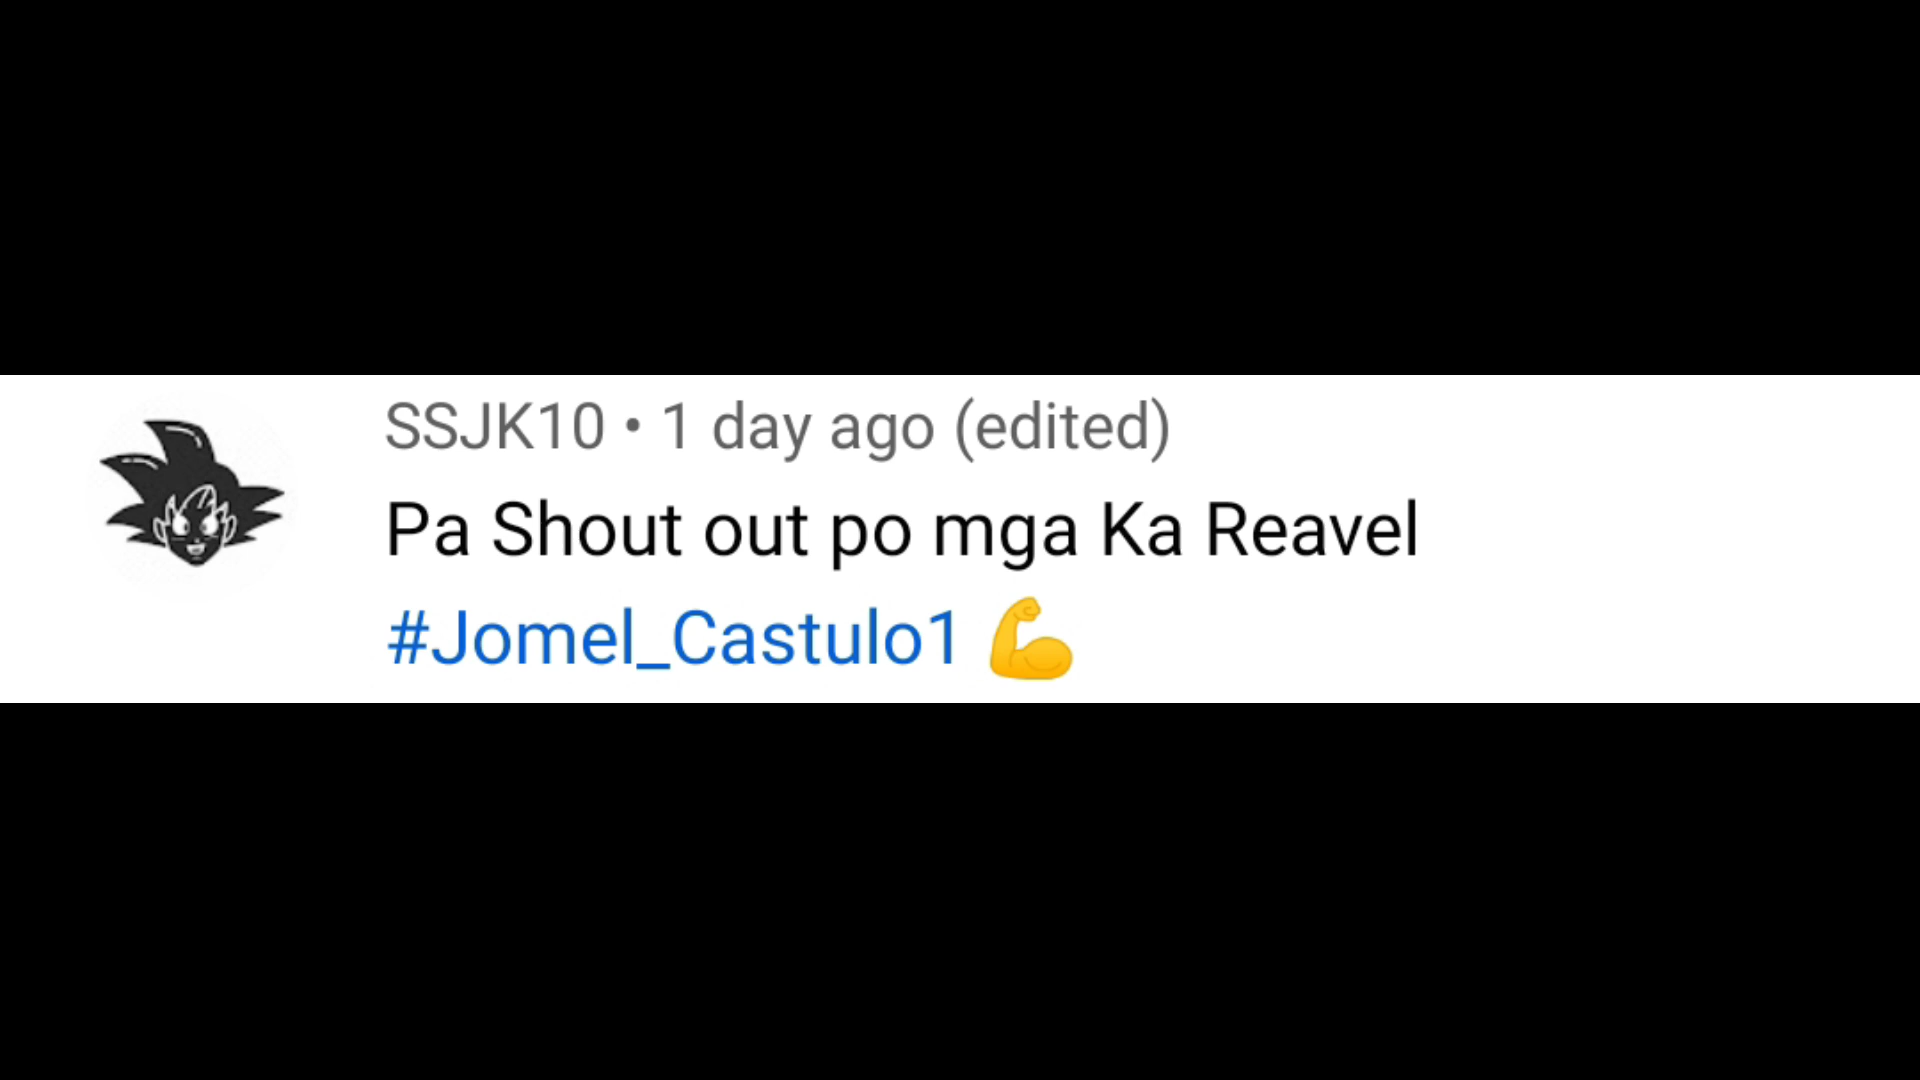 SSJK10 • 1 day ago (edited)
Pa Shout out po mga Ka Reavel
#Jomel_Castulo1 💪